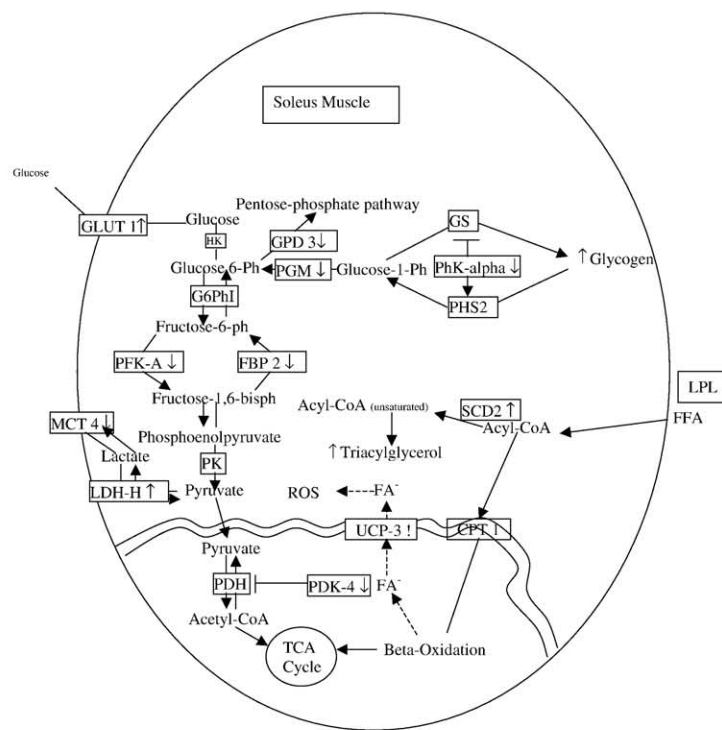 Soleus Muscle
Glucose
Pentose-phosphate pathway
GLUT 1↑
Glucose
GS
HK
GPD 3↓
Glucose-6-Ph
PGM ↓
Glucose-1-Ph
PhK-alpha ↓
↑Glycogen
G6PhI
PHS2
Fructose-6-ph
PFK-A ↓
FBP 2 ↓
Fructose-1,6-bisph
LPL
Acyl-CoA (unsaturated)
SCD2 ↑
FFA
MCT 4↓
Acyl-CoA
Phosphoenolpyruvate
Lactate
PK
↑Triacylglycerol
LDH-H ↑
Pyruvate
ROS
FA-
UCP-3 !
CPT 1
Pyruvate
PDH
PDK-4 ↓
FA-
Acetyl-CoA
TCA
Cycle
Beta-Oxidation